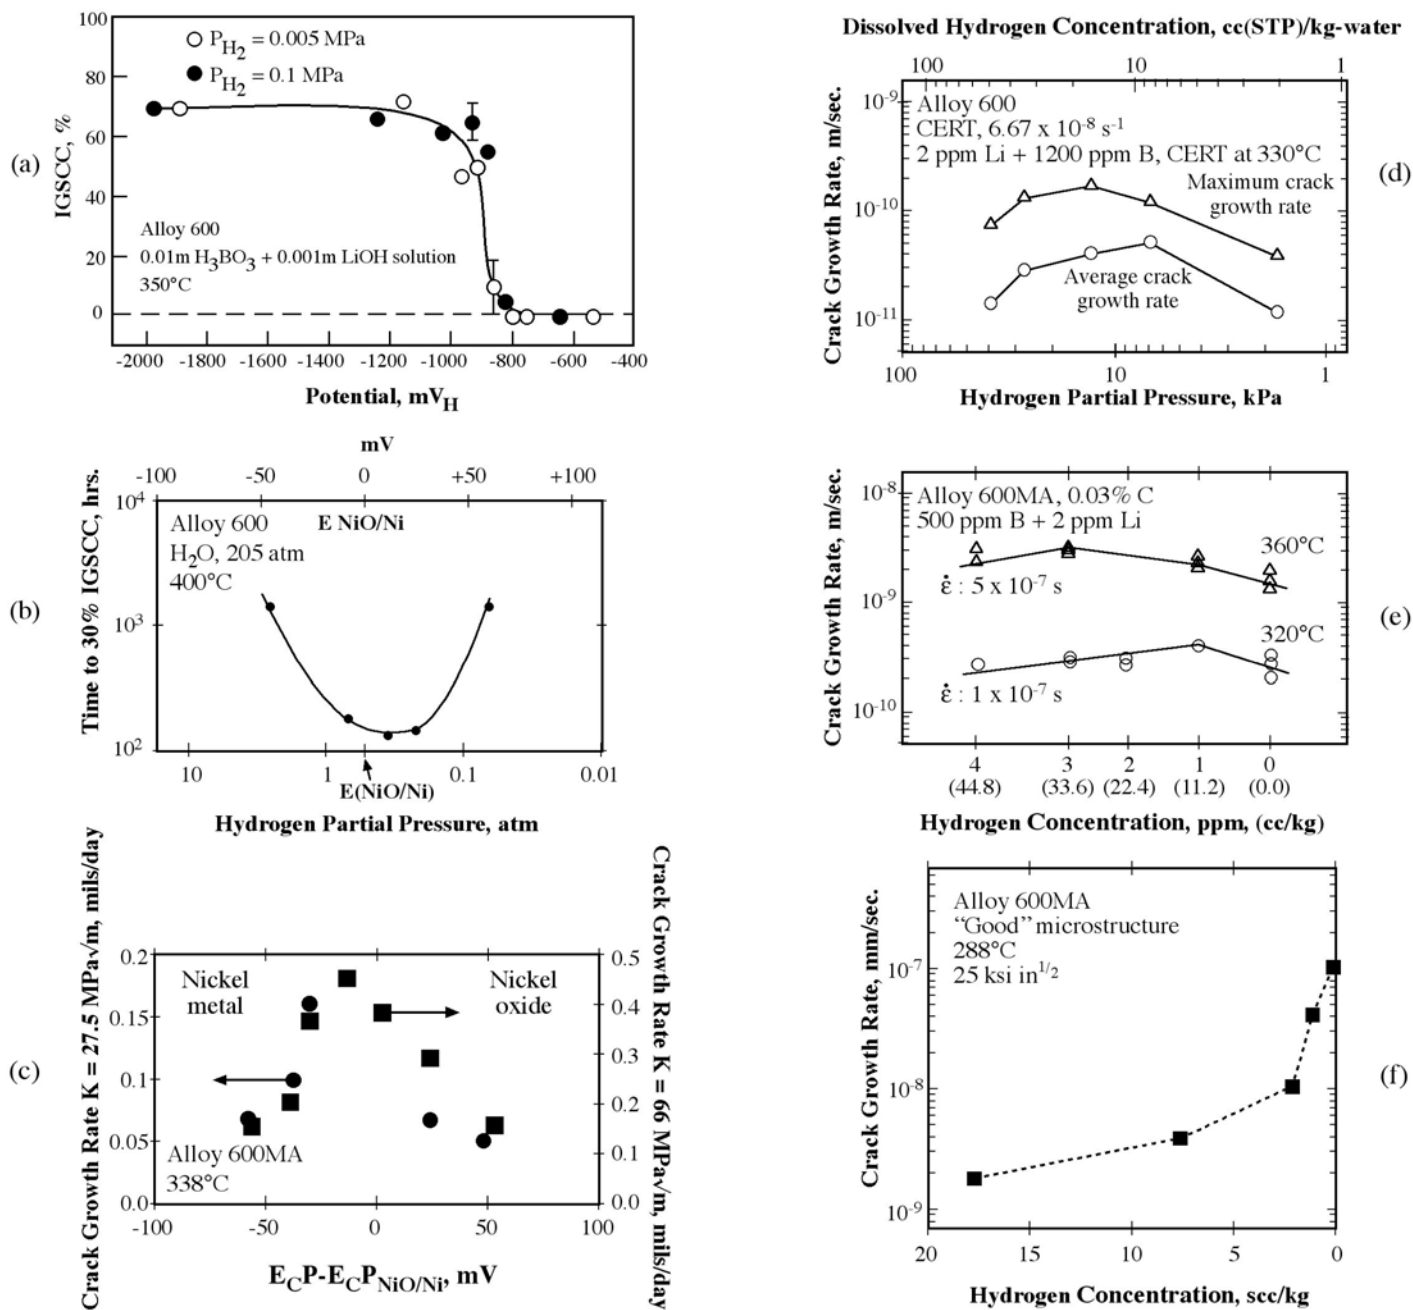 (a)
100
80
60
40
20
0
IGSCC, %
P_H2 = 0.005 MPa
P_H2 = 0.1 MPa
Alloy 600
0.01m H3BO3 + 0.001m LiOH solution
350°C
-2000 -1800 -1600 -1400 -1200 -1000 -800 -600 -400
Potential, mV_H
(b)
mV
-100 -50 0 +50 +100
E NiO/Ni
Time to 30% IGSCC, hrs.
10^4
10^3
10^2
Alloy 600
H2O, 205 atm
400°C
10 1 0.1 0.01
E(NiO/Ni)
Hydrogen Partial Pressure, atm
(c)
Crack Growth Rate K = 27.5 MPa√m, mils/day
0.2
0.15
0.1
0.05
0.0
Nickel
metal
Nickel
oxide
Alloy 600MA
338°C
0.5
0.4
0.3
0.2
0.1
0.0
Crack Growth Rate K = 66 MPa√m, mils/day
-100 -50 0 50 100
E_CP-E_CP_NiO/Ni, mV
Dissolved Hydrogen Concentration, cc(STP)/kg-water
100 10 1
(d)
Crack Growth Rate, m/sec.
10^-9
10^-10
10^-11
Alloy 600
CERT, 6.67 x 10^-8 s^-1
2 ppm Li + 1200 ppm B, CERT at 330°C
Maximum crack
growth rate
Average crack
growth rate
100 10 1
Hydrogen Partial Pressure, kPa
(e)
Crack Growth Rate, m/sec.
10^-8
10^-9
10^-10
Alloy 600MA, 0.03% C
500 ppm B + 2 ppm Li
360°C
ε̇ : 5 x 10^-7 s
320°C
ε̇ : 1 x 10^-7 s
4 3 2 1 0
(44.8) (33.6) (22.4) (11.2) (0.0)
Hydrogen Concentration, ppm, (cc/kg)
(f)
Crack Growth Rate, mm/sec.
10^-7
10^-8
10^-9
Alloy 600MA
“Good” microstructure
288°C
25 ksi in^1/2
20 15 10 5 0
Hydrogen Concentration, scc/kg